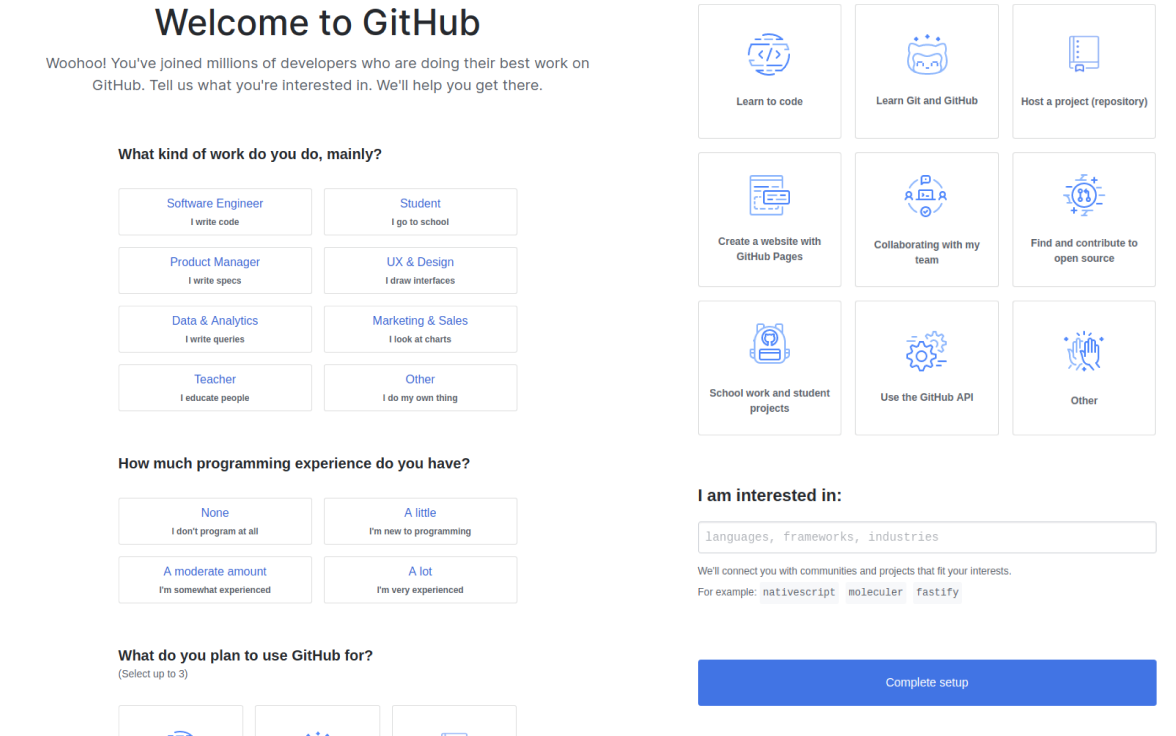 Welcome to GitHub
Woohoo! You've joined millions of developers who are doing their best work on
GitHub. Tell us what you're interested in. We'll help you get there.
What kind of work do you do, mainly?
Software Engineer
I write code
Student
I go to school
Product Manager
I write specs
UX & Design
I draw interfaces
Data & Analytics
I write queries
Marketing & Sales
I look at charts
Teacher
I educate people
Other
I do my own thing
How much programming experience do you have?
None
I don't program at all
A little
I'm new to programming
A moderate amount
I'm somewhat experienced
A lot
I'm very experienced
What do you plan to use GitHub for?
(Select up to 3)
Learn to code
Learn Git and GitHub
Host a project (repository)
Create a website with
GitHub Pages
Collaborating with my
team
Find and contribute to
open source
School work and student
projects
Use the GitHub API
Other
I am interested in:
languages, frameworks, industries
We'll connect you with communities and projects that fit your interests.
For example: nativescript moleculer fastify
Complete setup